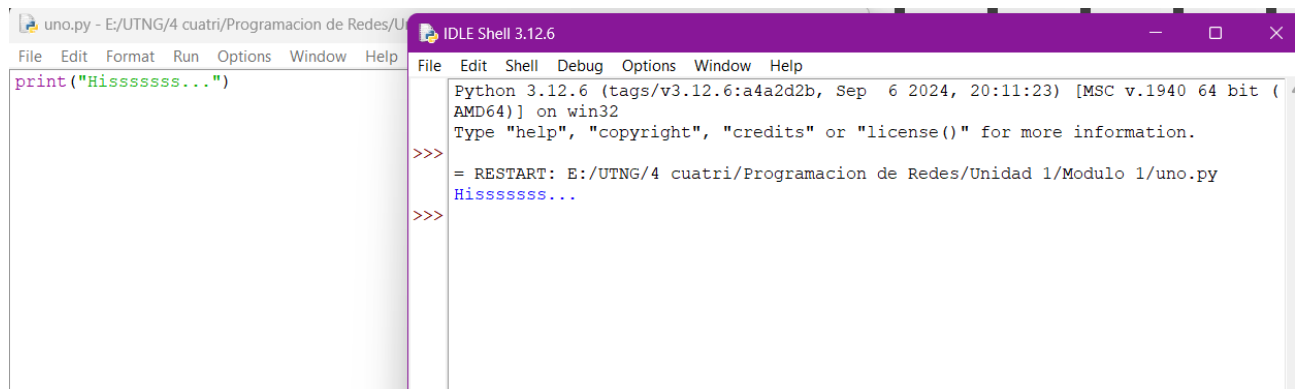 uno.py - E:/UTNG/4 cuatri/Programacion de Redes/U
File Edit Format Run Options Window Help
print("Hisssssss...")
IDLE Shell 3.12.6
File Edit Shell Debug Options Window Help
Python 3.12.6 (tags/v3.12.6:a4a2d2b, Sep  6 2024, 20:11:23) [MSC v.1940 64 bit (
AMD64)] on win32
Type "help", "copyright", "credits" or "license()" for more information.
>>>
= RESTART: E:/UTNG/4 cuatri/Programacion de Redes/Unidad 1/Modulo 1/uno.py
Hisssssss...
>>>